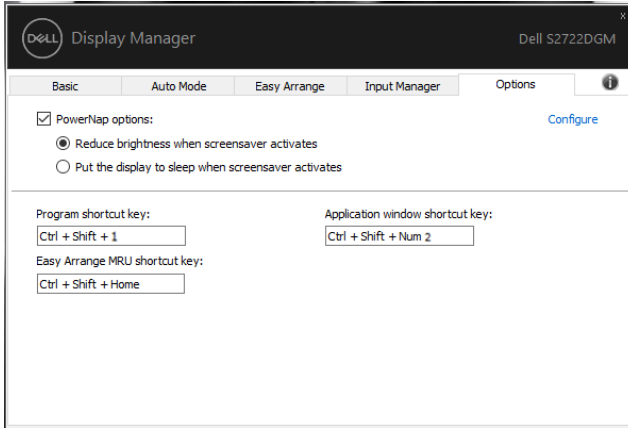 DELL Display Manager
Dell S2722DGM
x
Basic
Auto Mode
Easy Arrange
Input Manager
Options
i
PowerNap options:
Configure
Reduce brightness when screensaver activates
Put the display to sleep when screensaver activates
Program shortcut key:
Application window shortcut key:
Ctrl + Shift + 1
Ctrl + Shift + Num 2
Easy Arrange MRU shortcut key:
Ctrl + Shift + Home